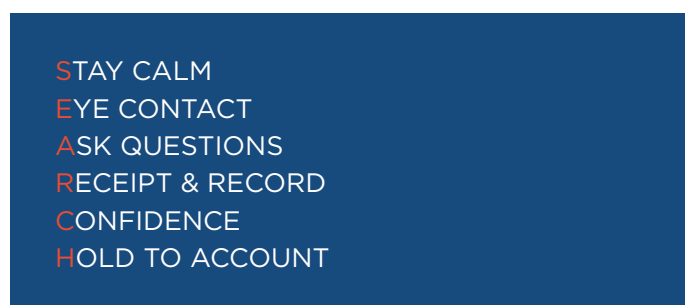 STAY CALM
EYE CONTACT
ASK QUESTIONS
RECEIPT & RECORD
CONFIDENCE
HOLD TO ACCOUNT